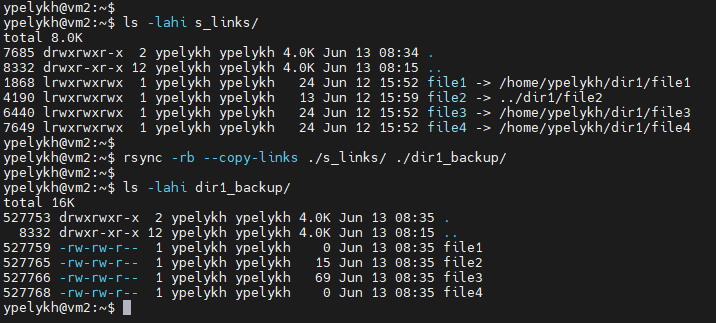 ypelykh@vm2:~$
ypelykh@vm2:~$ ls -lahi s_links/
total 8.0K
7685 drwxrwxr-x  2 ypelykh ypelykh 4.0K Jun 13 08:34 .
8332 drwxr-xr-x 12 ypelykh ypelykh 4.0K Jun 13 08:15 ..
1868 lrwxrwxrwx  1 ypelykh ypelykh   24 Jun 12 15:52 file1 -> /home/ypelykh/dir1/file1
4190 lrwxrwxrwx  1 ypelykh ypelykh   13 Jun 12 15:59 file2 -> ../dir1/file2
6440 lrwxrwxrwx  1 ypelykh ypelykh   24 Jun 12 15:52 file3 -> /home/ypelykh/dir1/file3
7649 lrwxrwxrwx  1 ypelykh ypelykh   24 Jun 12 15:52 file4 -> /home/ypelykh/dir1/file4
ypelykh@vm2:~$
ypelykh@vm2:~$ rsync -rb --copy-links ./s_links/ ./dir1_backup/
ypelykh@vm2:~$
ypelykh@vm2:~$ ls -lahi dir1_backup/
total 16K
527753 drwxrwxr-x  2 ypelykh ypelykh 4.0K Jun 13 08:35 .
  8332 drwxr-xr-x 12 ypelykh ypelykh 4.0K Jun 13 08:15 ..
527759 -rw-rw-r--  1 ypelykh ypelykh    0 Jun 13 08:35 file1
527765 -rw-rw-r--  1 ypelykh ypelykh   15 Jun 13 08:35 file2
527766 -rw-rw-r--  1 ypelykh ypelykh   69 Jun 13 08:35 file3
527768 -rw-rw-r--  1 ypelykh ypelykh    0 Jun 13 08:35 file4
ypelykh@vm2:~$